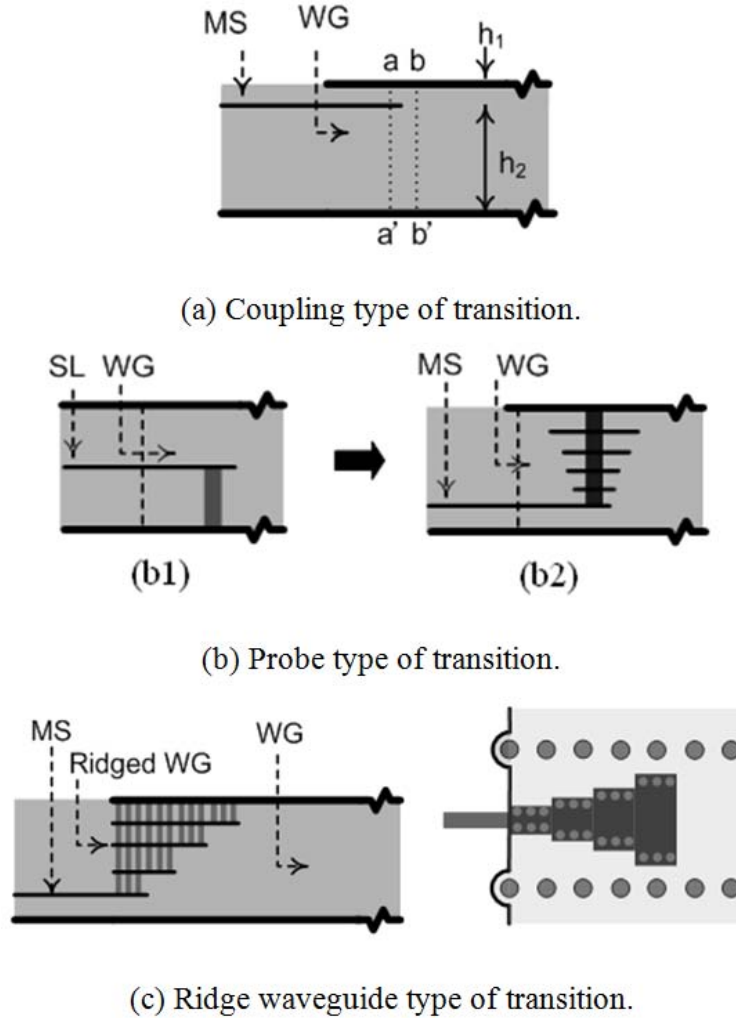 MS WG
a b h₁
h₂
a' b'
(a) Coupling type of transition.
SL WG
MS WG
(b1) (b2)
(b) Probe type of transition.
MS WG
Ridged WG
(c) Ridge waveguide type of transition.